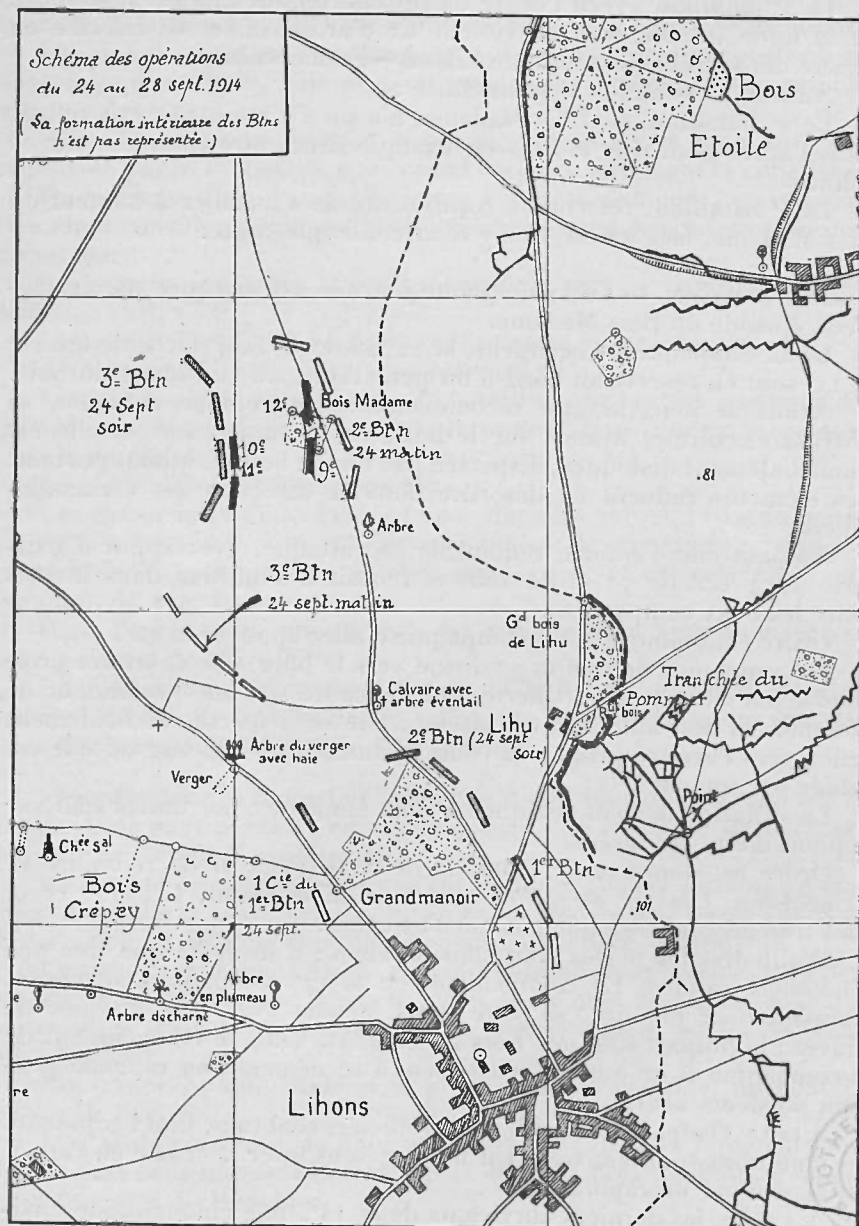 Schéma des opérations
du 24 au 28 sept. 1914
(La formation intérieure des Btns
n'est pas représentée.)
Bois
Etoile
3e Btn
24 Sept
soir
12e
Bois Madame
2e Btn
24 matin
10e
11e
9e
Arbre
.81
3e Btn
24 sept. matin
Gd bois
de Lihu
Tranchée du
Pommier
Pt bois
Calvaire avec
arbre éventail
Lihu
2e Btn (24 sept
soir)
Arbre du verger
avec haie
Verger
Point
X
Chée Sal
Bois
Crépey
1 Cie du
1er Btn
24 sept.
Grandmanoir
1er Btn
101
Arbre
en plumeau
e
Arbre décharné
Lihons
re
BLIOTHE